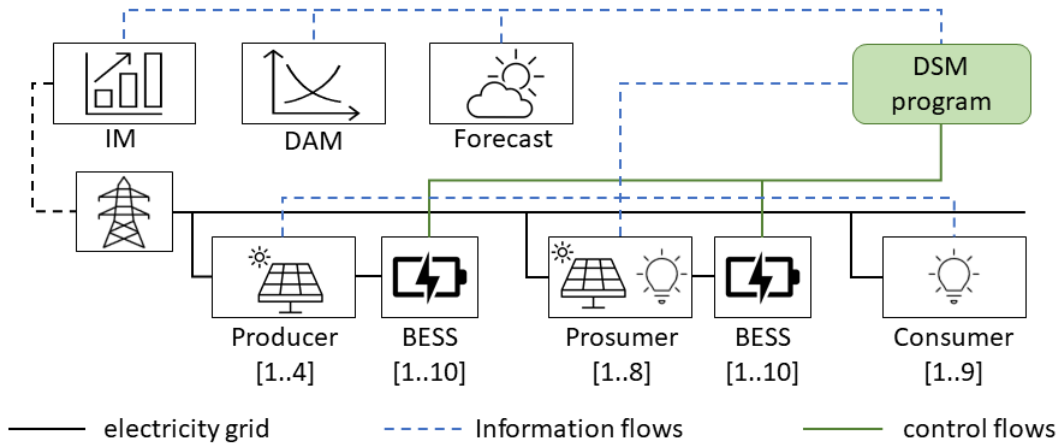 DSM
program
IM
DAM
Forecast
Producer
[1..4]
BESS
[1..10]
Prosumer
[1..8]
BESS
[1..10]
Consumer
[1..9]
electricity grid
Information flows
control flows